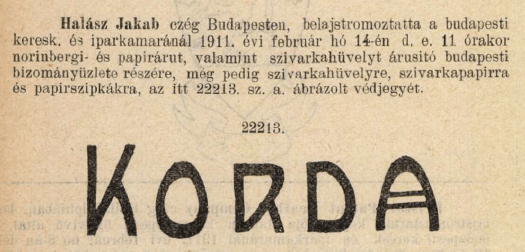 Halász Jakab czég Budapesten, belajstromoztatta a budapesti
keresk. és iparkamaránál 1911. évi február hó 14-én d. e. 11 órakor
norinbergi- és papirárut, valamint szivarkahüvelyt árusitó budapesti
bizományüzlete részére, még pedig szivarkahüvelyre, szivarkapapirra
és papirszipkákra, az itt 22213. sz. a. ábrázolt védjegyét.
22213.
KORDA